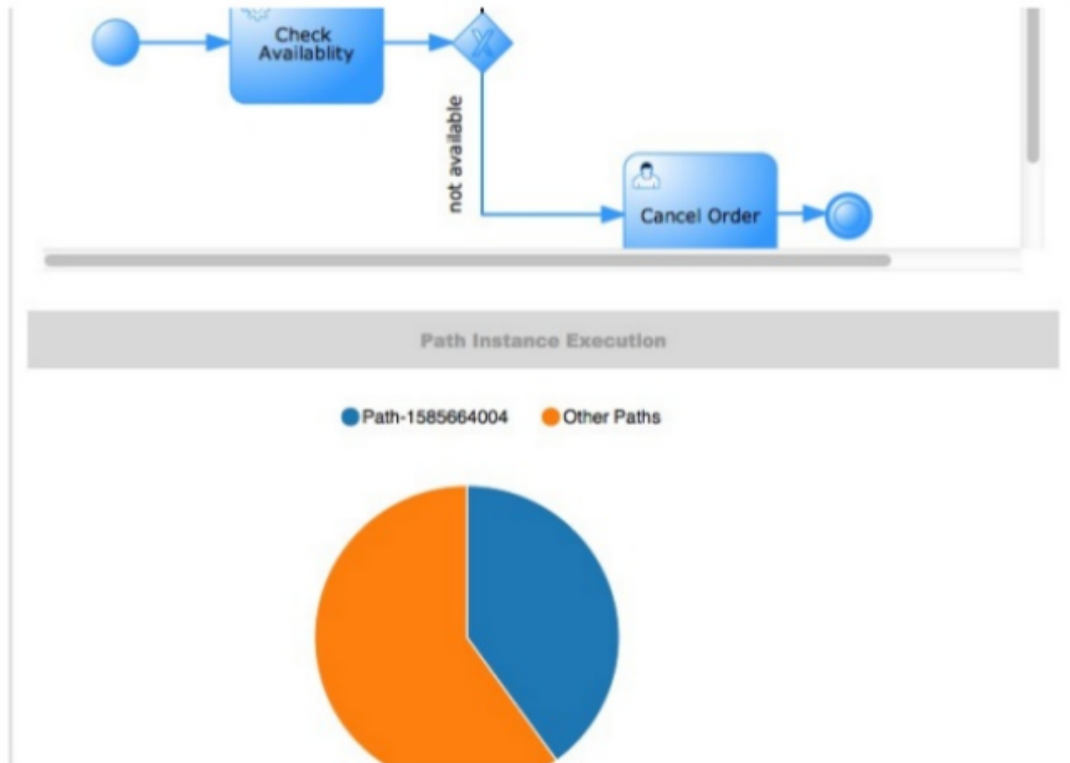 Check
Availablity
not available
Cancel Order
Path Instance Execution
Path-1585664004
Other Paths